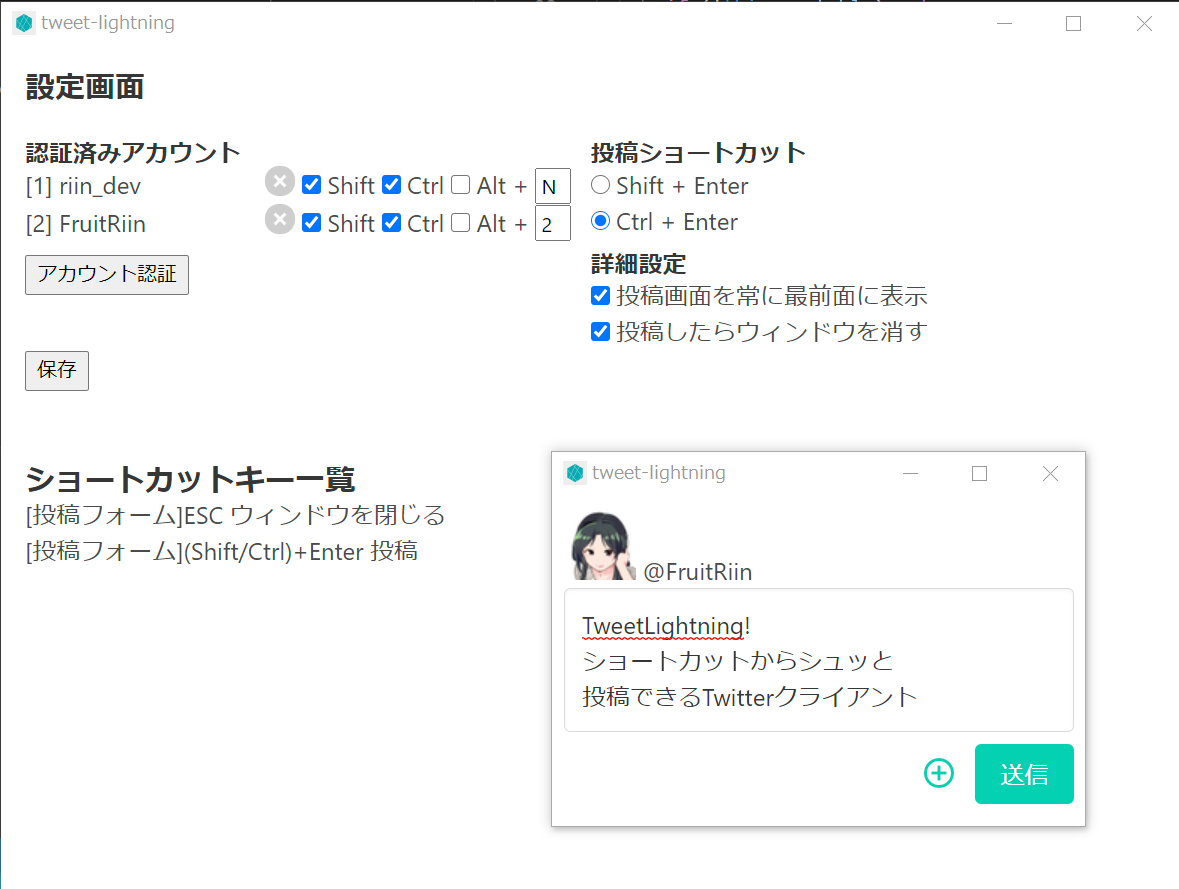 tweet-lightning
設定画面
認証済みアカウント
[1] riin_dev Shift Ctrl Alt + N
[2] FruitRiin Shift Ctrl Alt + 2
アカウント認証
保存
投稿ショートカット
Shift + Enter
Ctrl + Enter
詳細設定
投稿画面を常に最前面に表示
投稿したらウィンドウを消す
ショートカットキー一覧
[投稿フォーム]ESC ウィンドウを閉じる
[投稿フォーム](Shift/Ctrl)+Enter 投稿
tweet-lightning
@FruitRiin
TweetLightning!
ショートカットからシュッと
投稿できるTwitterクライアント
送信